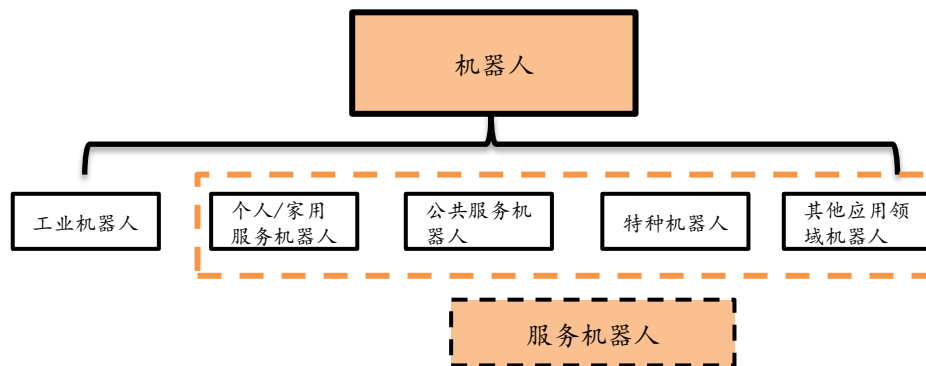 机器人
工业机器人
个人/家用
服务机器人
公共服务机
器人
特种机器人
其他应用领
域机器人
服务机器人